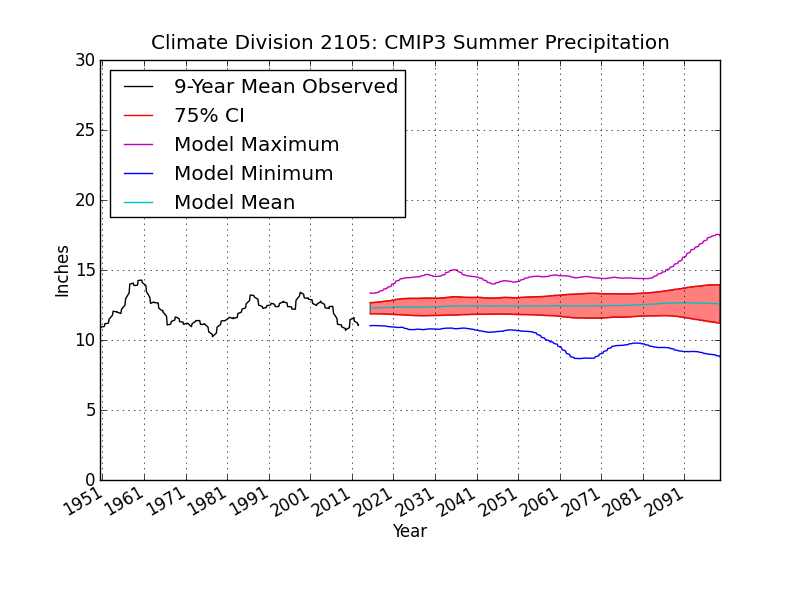 Climate Division 2105: CMIP3 Summer Precipitation
30
25
20
15
10
5
0
Inches
9-Year Mean Observed
75% CI
Model Maximum
Model Minimum
Model Mean
1951
1961
1971
1981
1991
2001
2011
2021
2031
2041
2051
2061
2071
2081
2091
Year